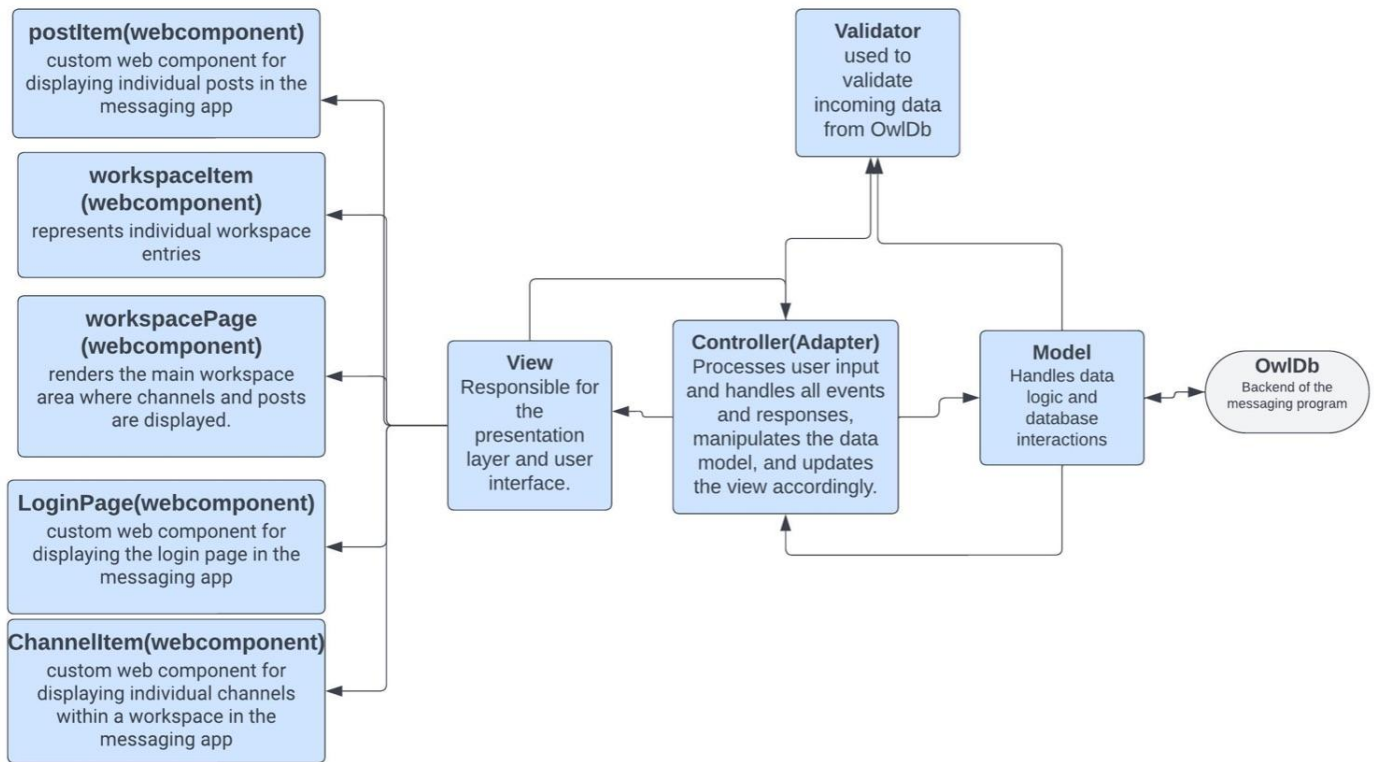 postItem(webcomponent)
custom web component for
displaying individual posts in the
messaging app
workspaceItem
(webcomponent)
represents individual workspace
entries
workspacePage
(webcomponent)
renders the main workspace
area where channels and posts
are displayed.
LoginPage(webcomponent)
custom web component for
displaying the login page in the
messaging app
ChannelItem(webcomponent)
custom web component for
displaying individual channels
within a workspace in the
messaging app
View
Responsible for
the
presentation
layer and user
interface.
Validator
used to
validate
incoming data
from OwlDb
Controller(Adapter)
Processes user input
and handles all events
and responses,
manipulates the data
model, and updates
the view accordingly.
Model
Handles data
logic and
database
interactions
OwlDb
Backend of the
messaging program